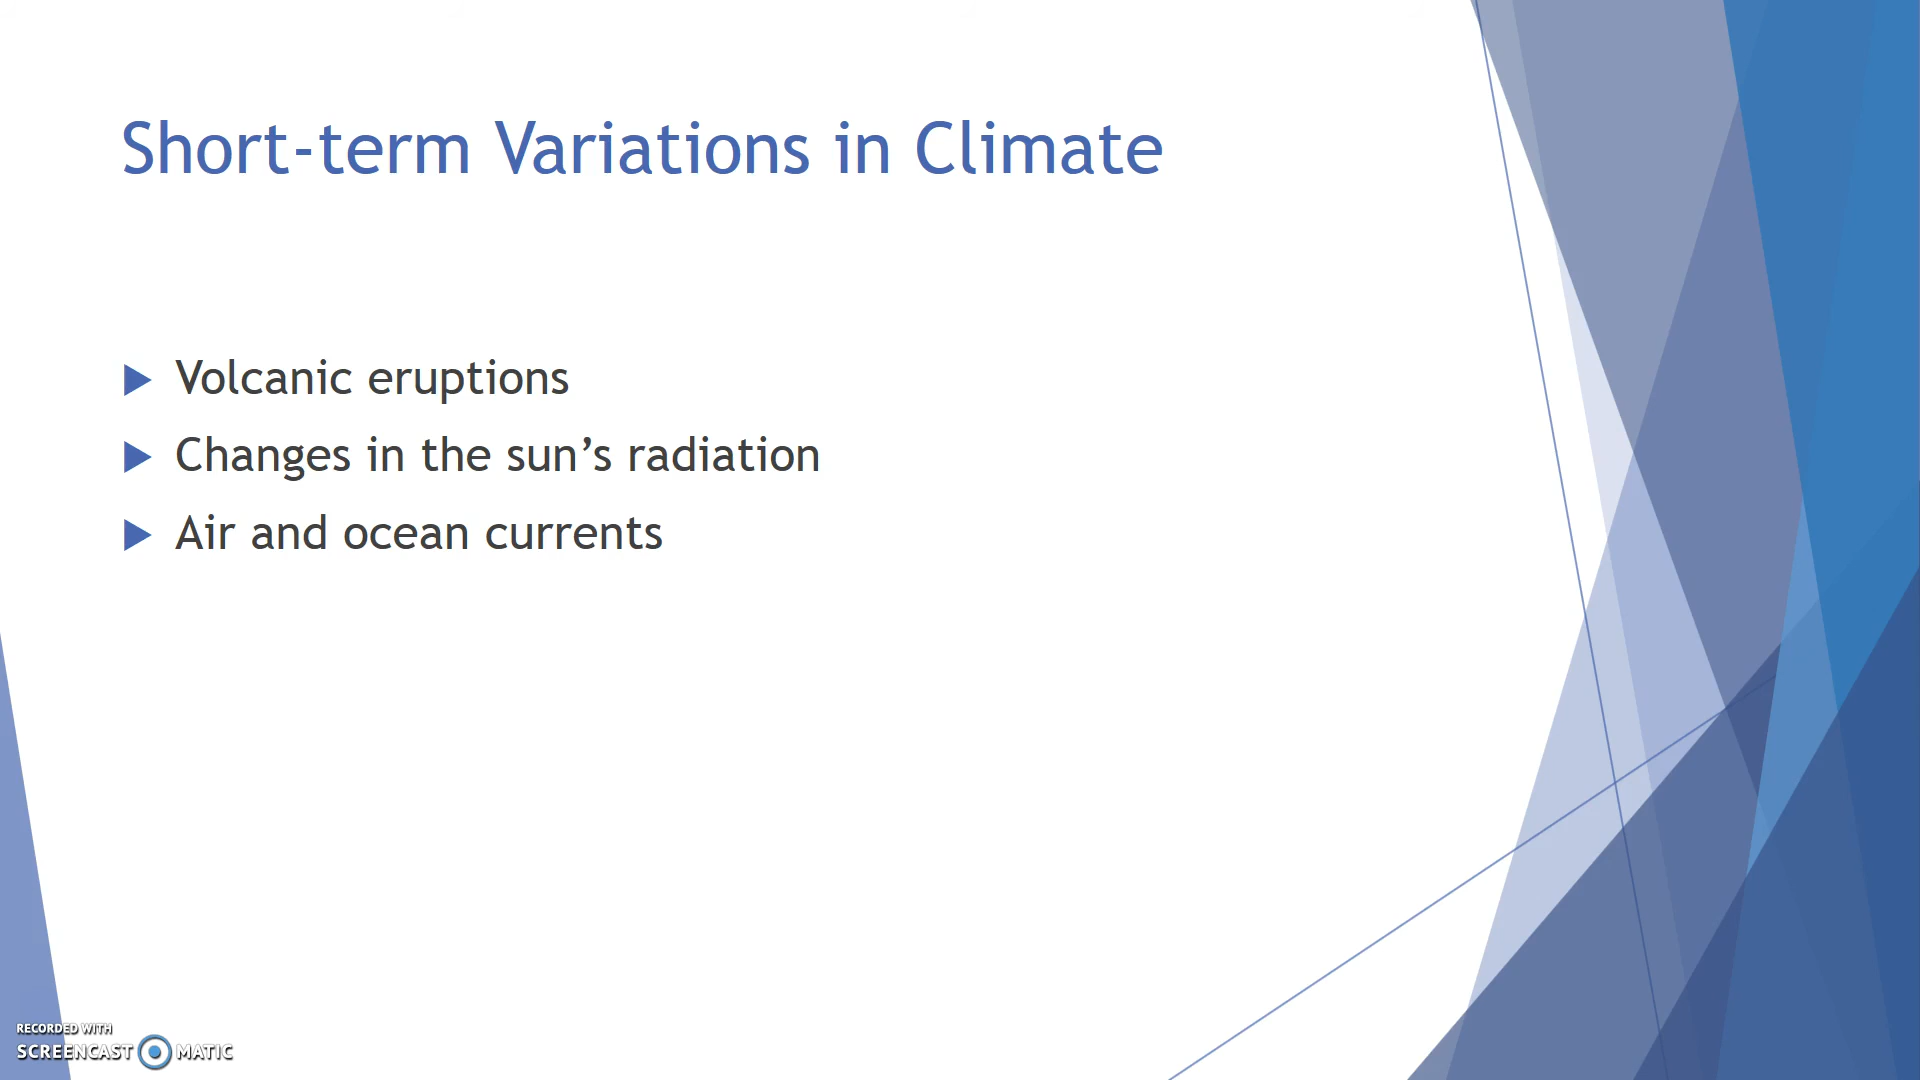 Short-term Variations in Climate
Volcanic eruptions
Changes in the sun’s radiation
Air and ocean currents
RECORDED WITH
SCREENCAST MATIC